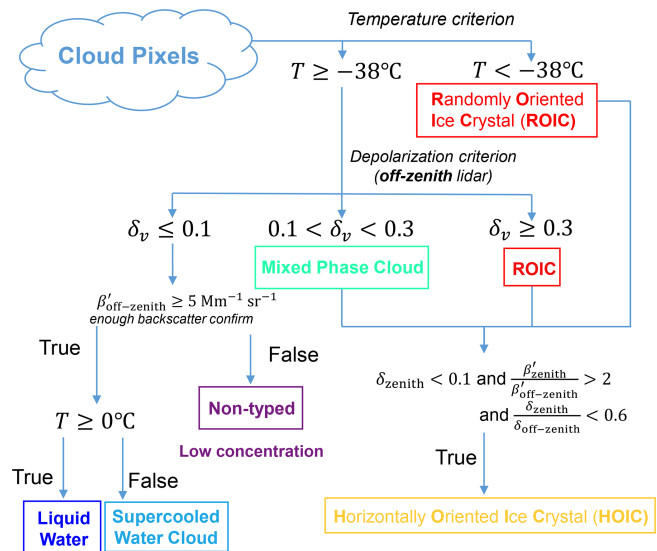 Temperature criterion
Cloud Pixels
T ≥ −38℃
T < −38℃
Randomly Oriented
Ice Crystal (ROIC)
Depolarization criterion
(off-zenith lidar)
δᵥ ≤ 0.1
0.1 < δᵥ < 0.3
δᵥ ≥ 0.3
Mixed Phase Cloud
ROIC
β′off−zenith ≥ 5 Mm⁻¹ sr⁻¹
enough backscatter confirm
True
False
δzenith < 0.1 and β′zenith/β′off−zenith > 2
and δzenith/δoff−zenith < 0.6
Non-typed
T ≥ 0℃
Low concentration
True
False
True
Liquid
Water
Supercooled
Water Cloud
Horizontally Oriented Ice Crystal (HOIC)